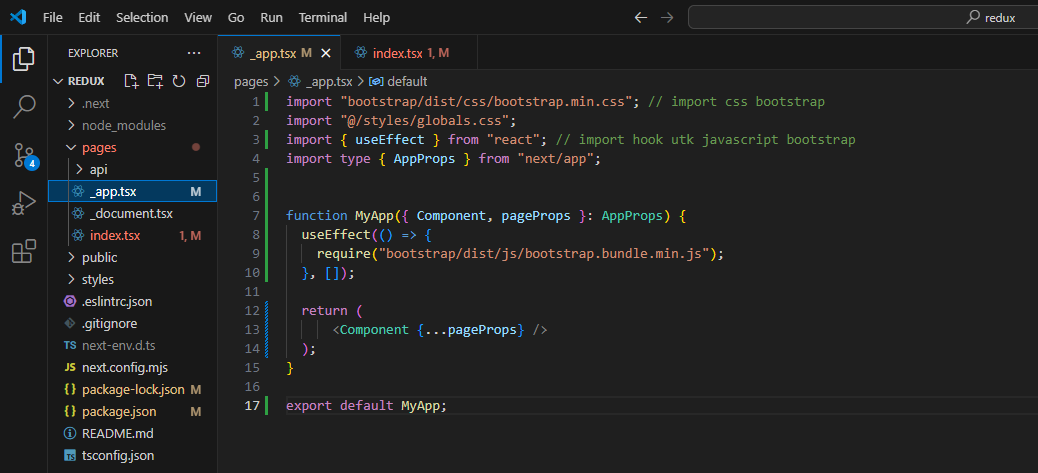 File Edit Selection View Go Run Terminal Help
redux
EXPLORER ...
REDUX
.next
node_modules
pages
api
_app.tsx M
_document.tsx
index.tsx 1, M
public
styles
.eslintrc.json
.gitignore
TS next-env.d.ts
JS next.config.mjs
{} package-lock.json M
{} package.json M
README.md
TS tsconfig.json
4
_app.tsx M
index.tsx 1, M
pages > _app.tsx > default
1 import "bootstrap/dist/css/bootstrap.min.css"; // import css bootstrap
2 import "@/styles/globals.css";
3 import { useEffect } from "react"; // import hook utk javascript bootstrap
4 import type { AppProps } from "next/app";
5
6
7 function MyApp({ Component, pageProps }: AppProps) {
8 useEffect(() => {
9 require("bootstrap/dist/js/bootstrap.bundle.min.js");
10 }, []);
11
12 return (
13 <Component {...pageProps} />
14 );
15 }
16
17 export default MyApp;